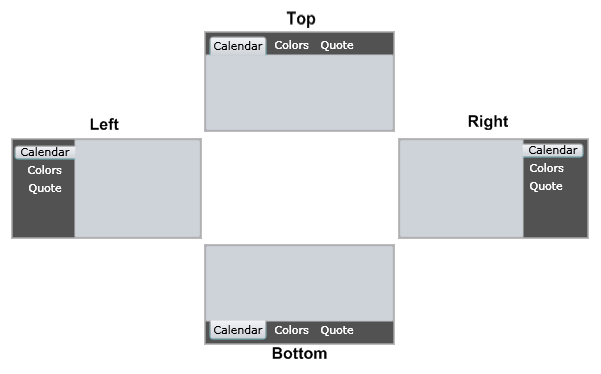 Top
Calendar Colors Quote
Left
Calendar
Colors
Quote
Right
Calendar
Colors
Quote
Calendar Colors Quote
Bottom